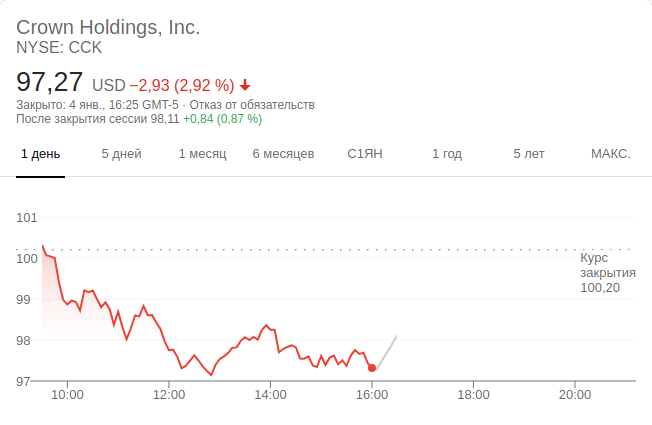 Crown Holdings, Inc.
NYSE: CCK
97,27 USD −2,93 (2,92 %)
Закрыто: 4 янв., 16:25 GMT-5 · Отказ от обязательств
После закрытия сессии 98,11 +0,84 (0,87 %)
1 день 5 дней 1 месяц 6 месяцев С1ЯН 1 год 5 лет МАКС.
101
100
99
98
97
Курс
закрытия
100,20
10:00 12:00 14:00 16:00 18:00 20:00